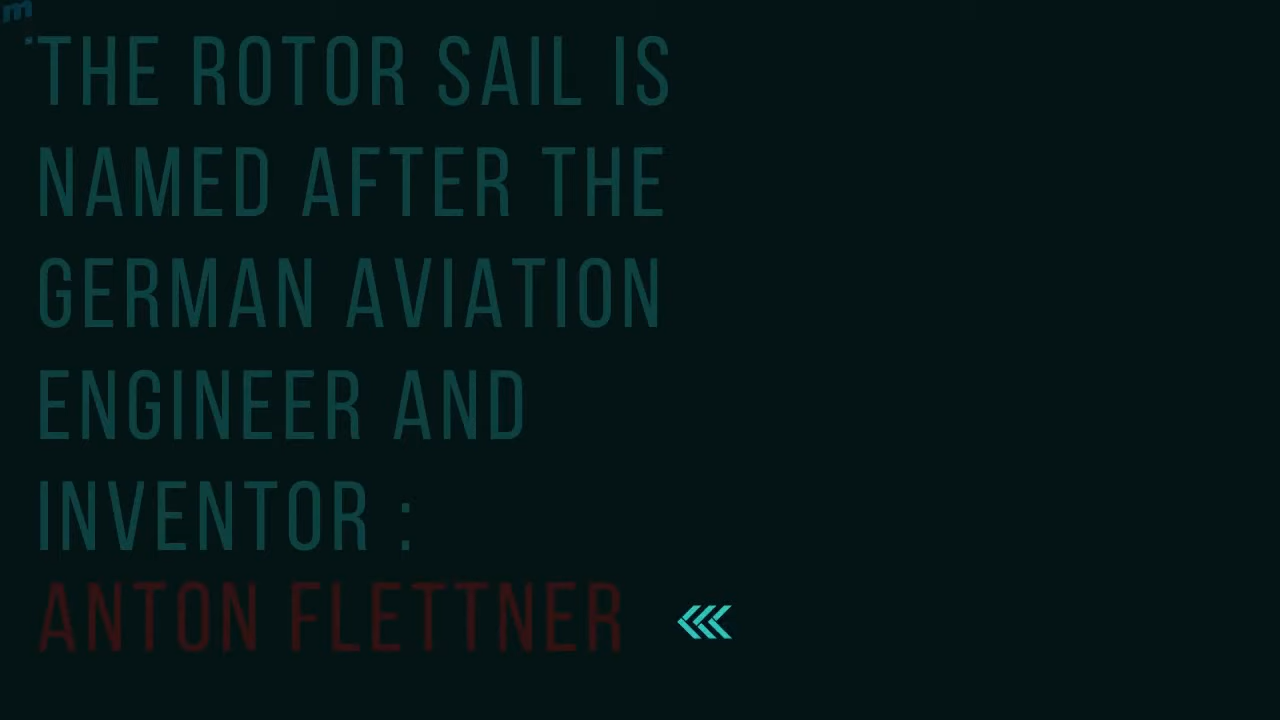 m
THE ROTOR SAIL IS
NAMED AFTER THE
GERMAN AVIATION
ENGINEER AND
INVENTOR :
ANTON FLETTNER